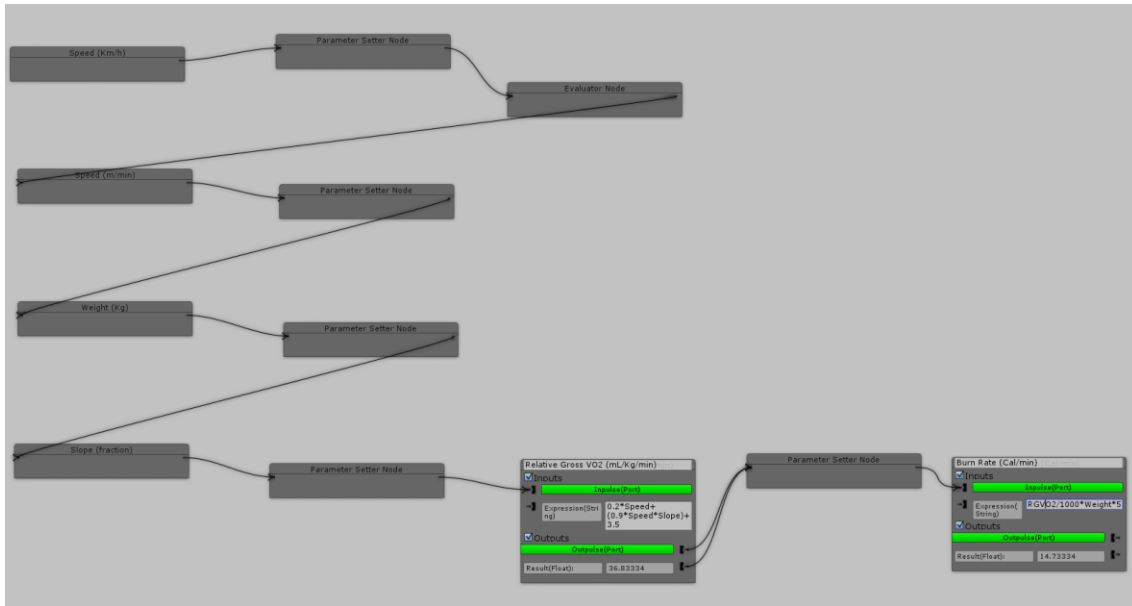 Speed (Km/h)
Parameter Setter Node
Evaluator Node
Speed (m/min)
Parameter Setter Node
Weight (Kg)
Parameter Setter Node
Slope (fraction)
Parameter Setter Node
Relative Gross VO2 (mL/Kg/min)
Inputs
Inpulse(Port)
Expression(Stri
ng)
0.2*Speed+
(0.9*Speed*Slope)+
3.5
Outputs
Outpulse(Port)
Result(Float):
36.83334
Parameter Setter Node
Burn Rate (Cal/min)
Inputs
Inpulse(Port)
Expression(
String)
RGVO2/1000*Weight*5
Outputs
Outpulse(Port)
Result(Float):
14.73334